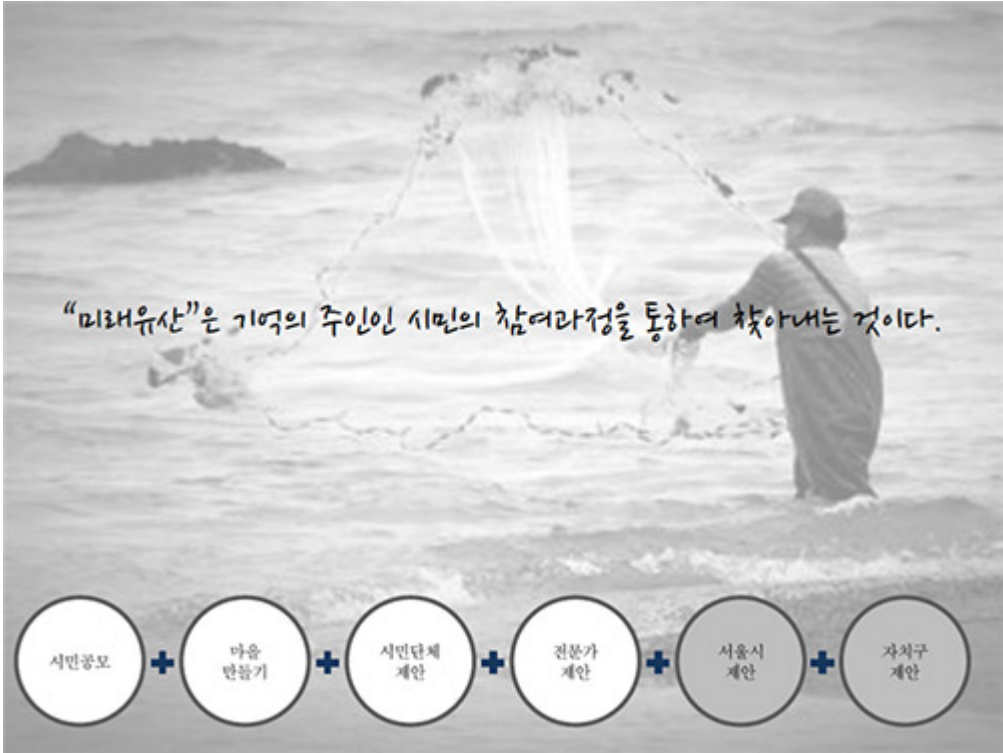 “미래유산”은 기억의 주인인 시민의 참여과정을 통하여 찾아내는 것이다.
시민공모
마을
만들기
시민단체
제안
전문가
제안
서울시
제안
자치구
제안